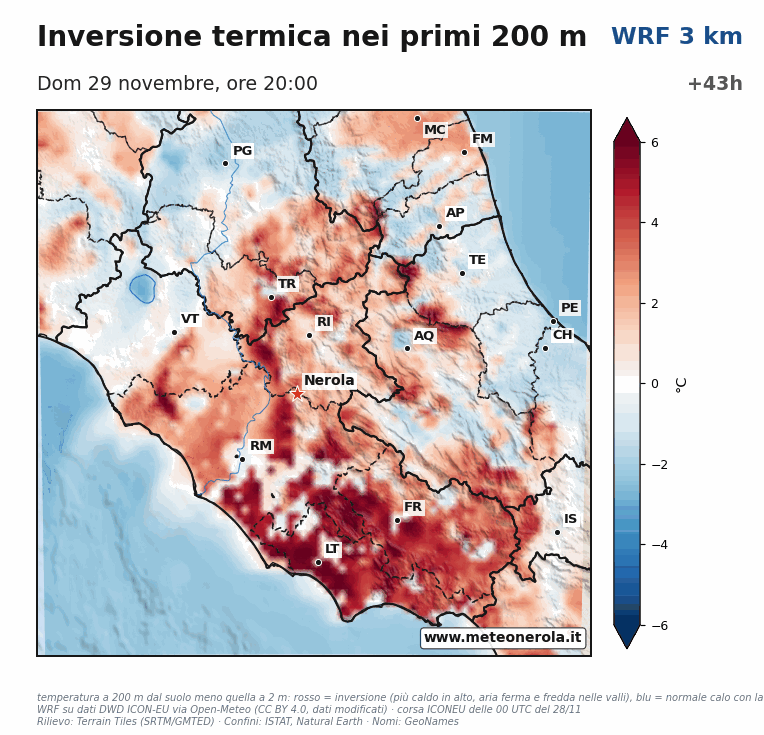 Inversione termica nei primi 200 m WRF 3 km
Dom 29 novembre, ore 20:00 +43h
MC
FM
PG
AP
TE
TR
PE
VT
RI
AQ
CH
Nerola
RM
FR
IS
LT
www.meteonerola.it
6
4
2
0
−2
−4
−6
°C
temperatura a 200 m dal suolo meno quella a 2 m: rosso = inversione (più caldo in alto, aria ferma e fredda nelle valli), blu = normale calo con la
WRF su dati DWD ICON-EU via Open-Meteo (CC BY 4.0, dati modificati) · corsa ICONEU delle 00 UTC del 28/11
Rilievo: Terrain Tiles (SRTM/GMTED) · Confini: ISTAT, Natural Earth · Nomi: GeoNames